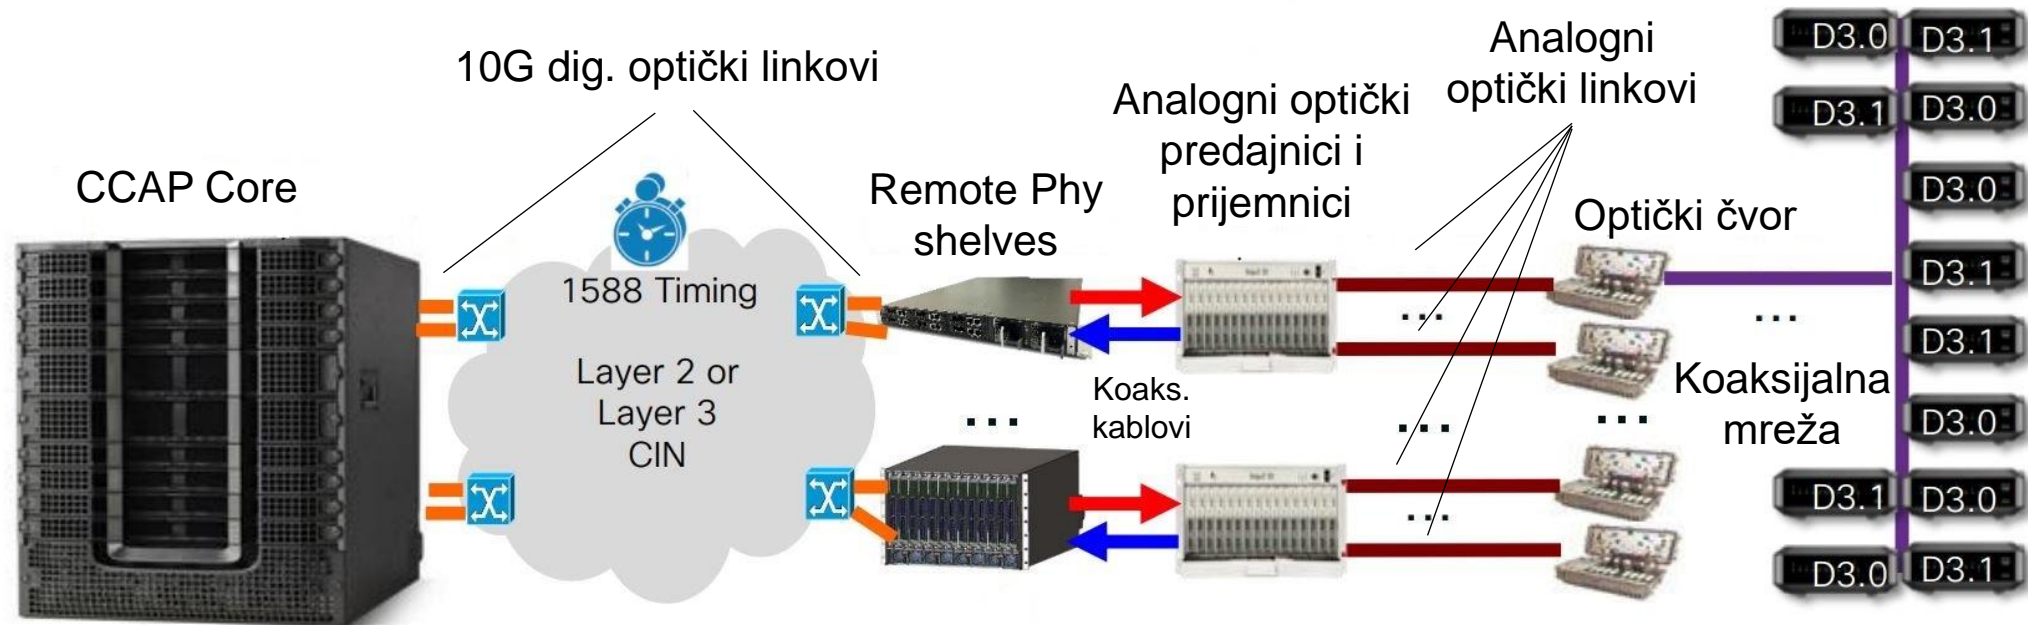 10G dig. optički linkovi
Analogni
optički linkovi
Analogni optički
predajnici i
prijemnici
CCAP Core
Remote Phy
shelves
Optički čvor
1588 Timing
Layer 2 or
Layer 3
CIN
Koaks.
kablovi
Koaksijalna
mreža
D3.0 D3.1
D3.1 D3.0
D3.0
D3.1
D3.1
D3.0
D3.1 D3.0
D3.0 D3.1